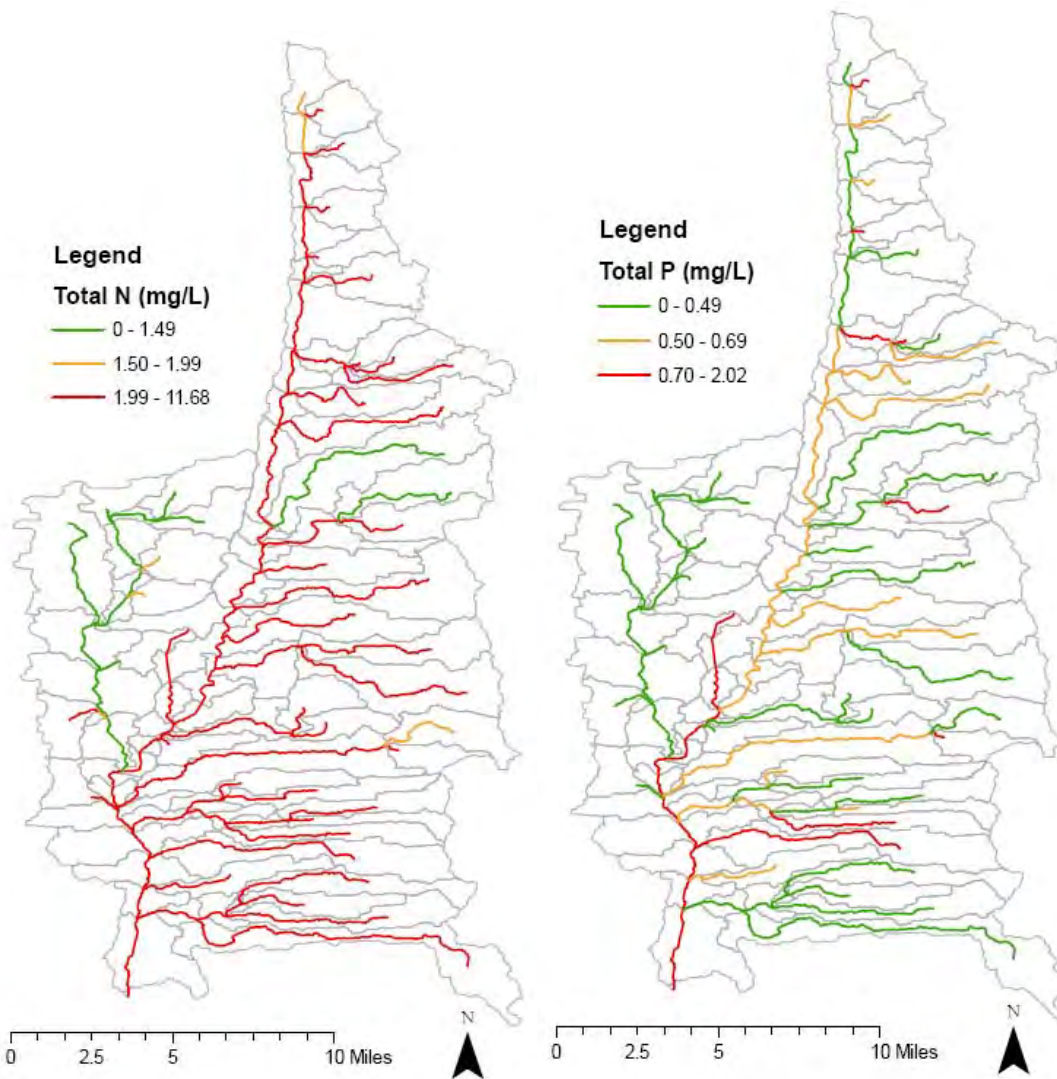 Legend
Total N (mg/L)
0 - 1.49
1.50 - 1.99
1.99 - 11.68
Legend
Total P (mg/L)
0 - 0.49
0.50 - 0.69
0.70 - 2.02
N
0 2.5 5 10 Miles
N
0 2.5 5 10 Miles